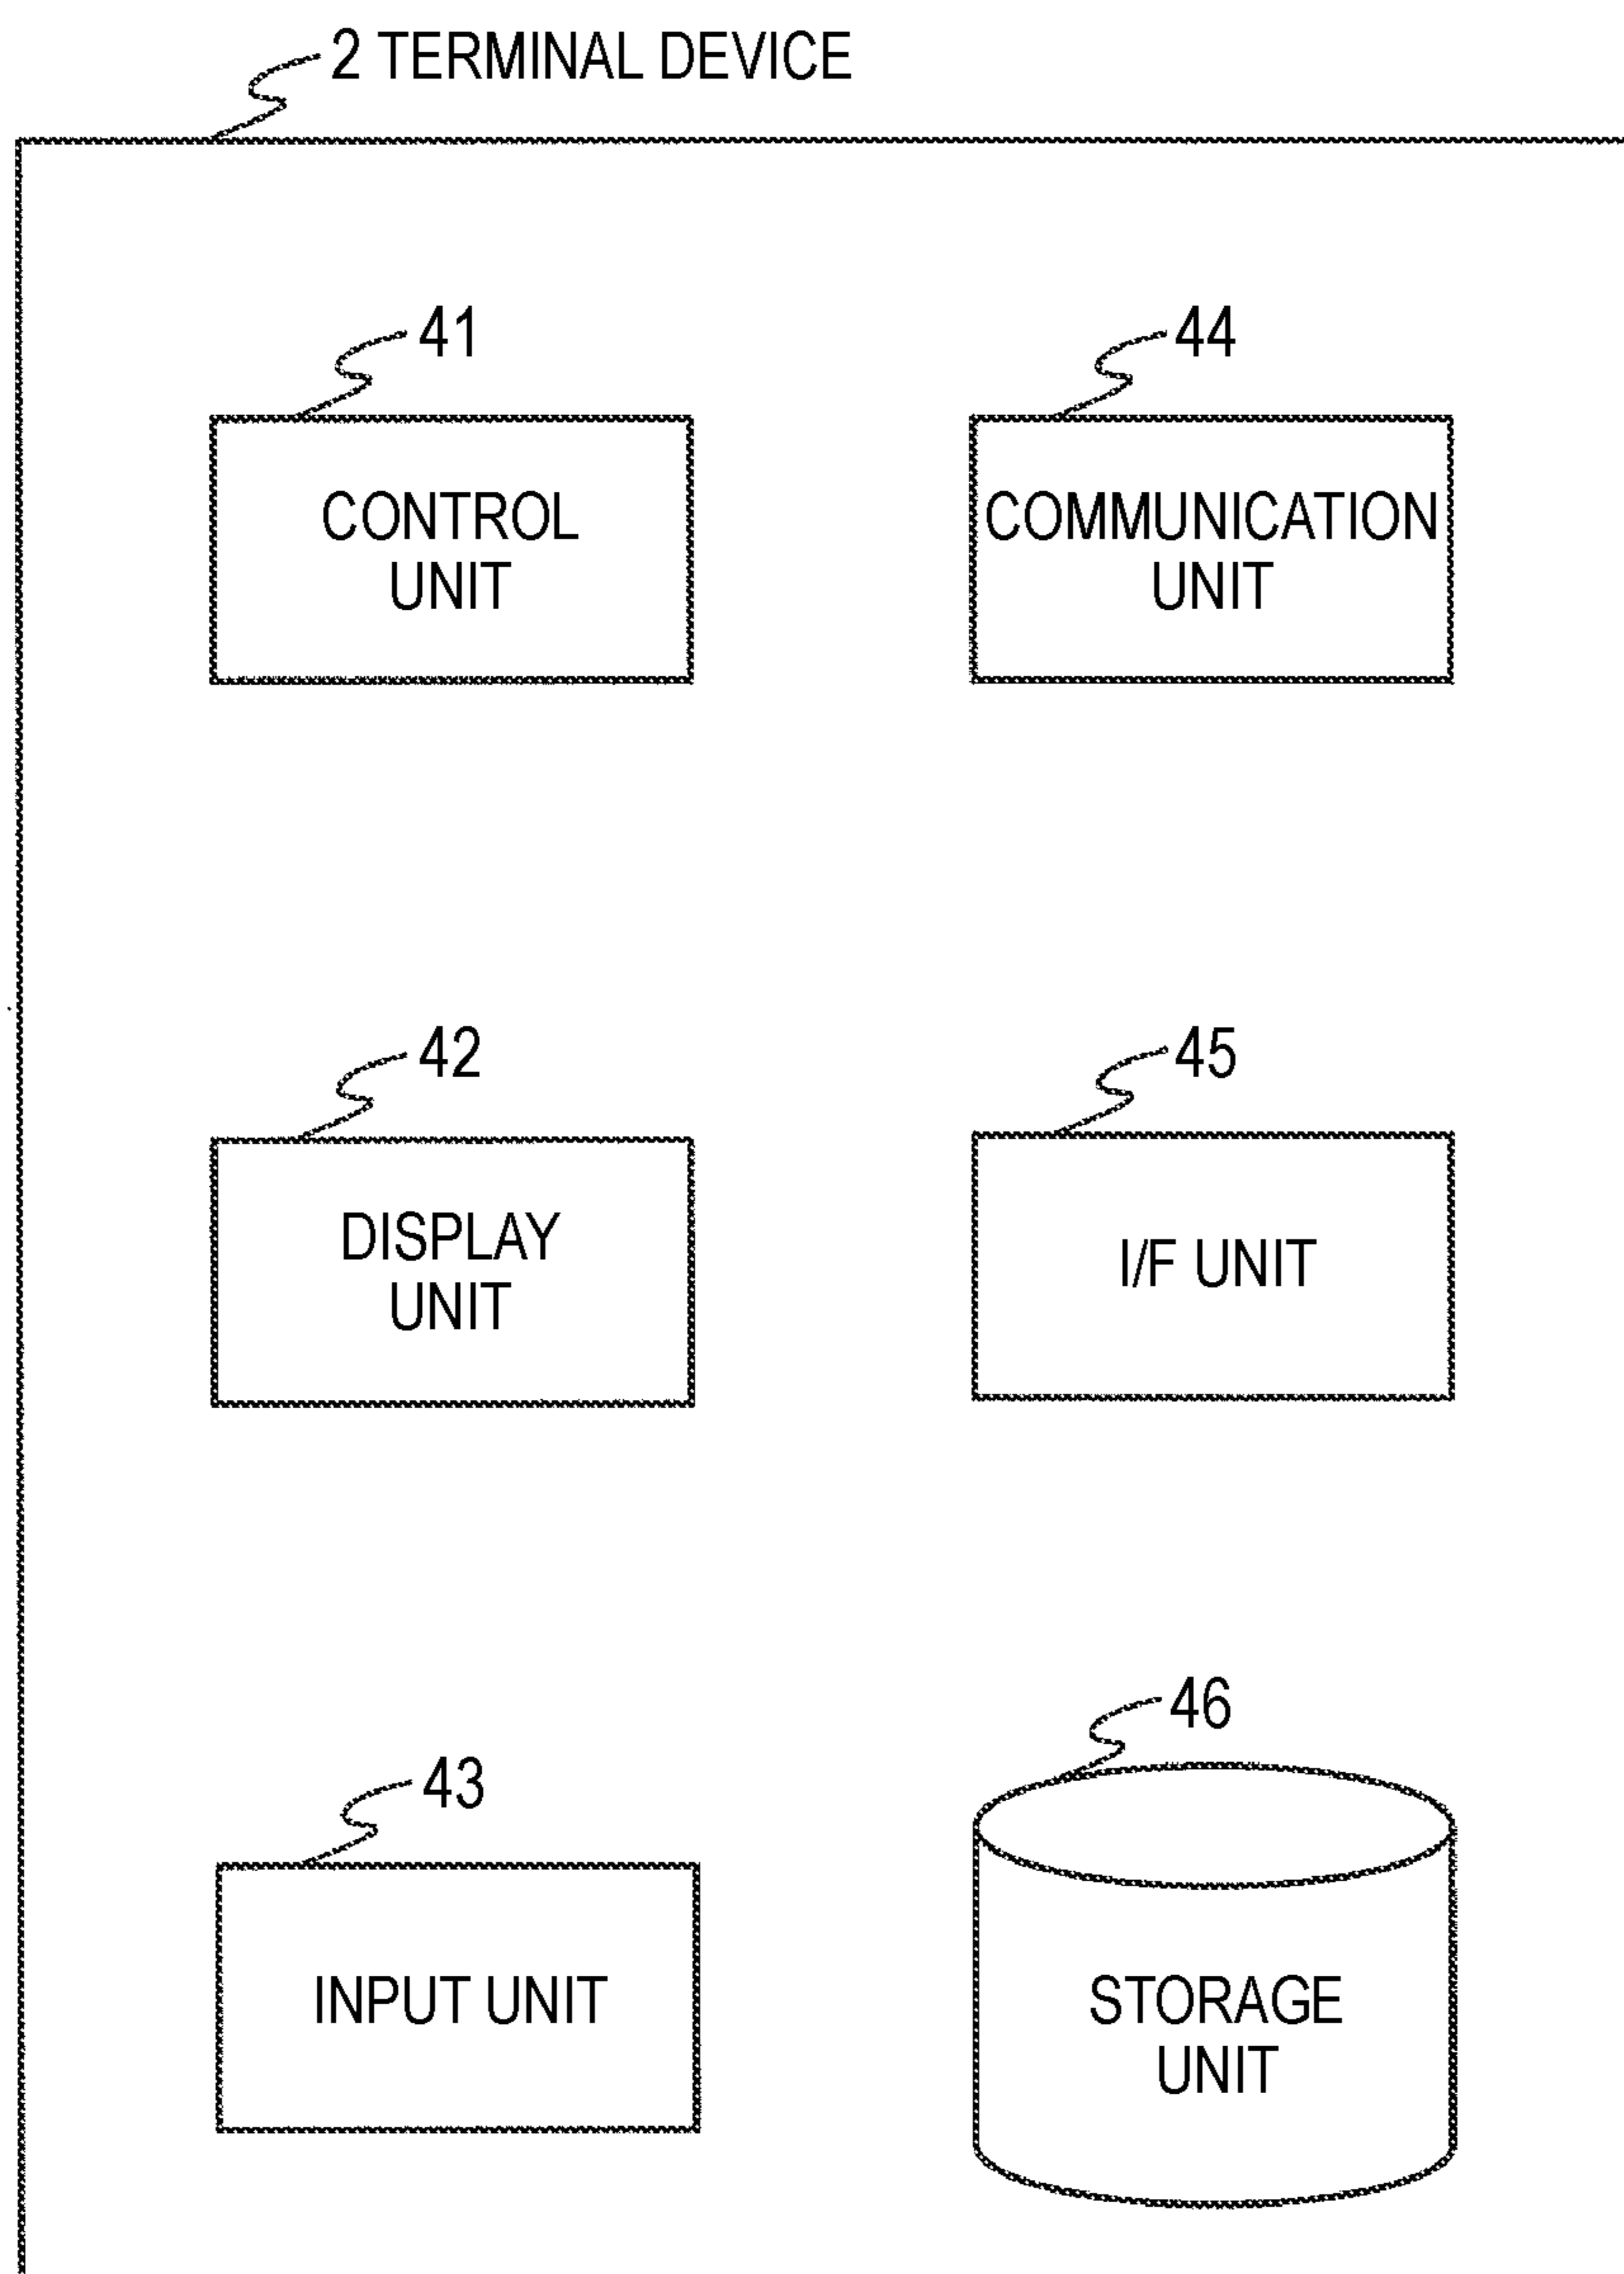 2 TERMINAL DEVICE
41
CONTROL
UNIT
44
COMMUNICATION
UNIT
42
DISPLAY
UNIT
45
I/F UNIT
43
INPUT UNIT
46
STORAGE
UNIT